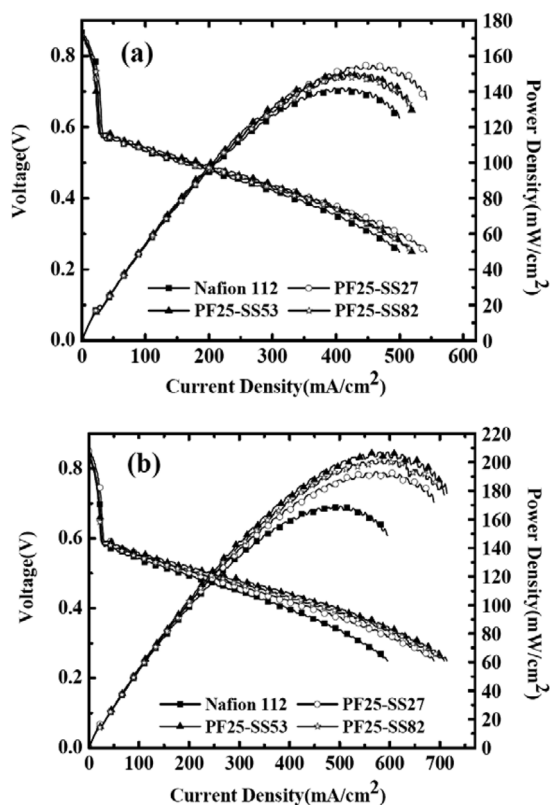 (a)
Voltage(V)
0.8
0.6
0.4
0.2
0.0
180
160
140
120
100
80
60
40
20
0
Power Density(mW/cm2)
Nafion 112 PF25-SS27
PF25-SS53 PF25-SS82
0 100 200 300 400 500 600
Current Density(mA/cm2)
(b)
Voltage(V)
0.8
0.6
0.4
0.2
0.0
220
200
180
160
140
120
100
80
60
40
20
0
Power Density(mW/cm2)
Nafion 112 PF25-SS27
PF25-SS53 PF25-SS82
0 100 200 300 400 500 600 700
Current Density(mA/cm2)